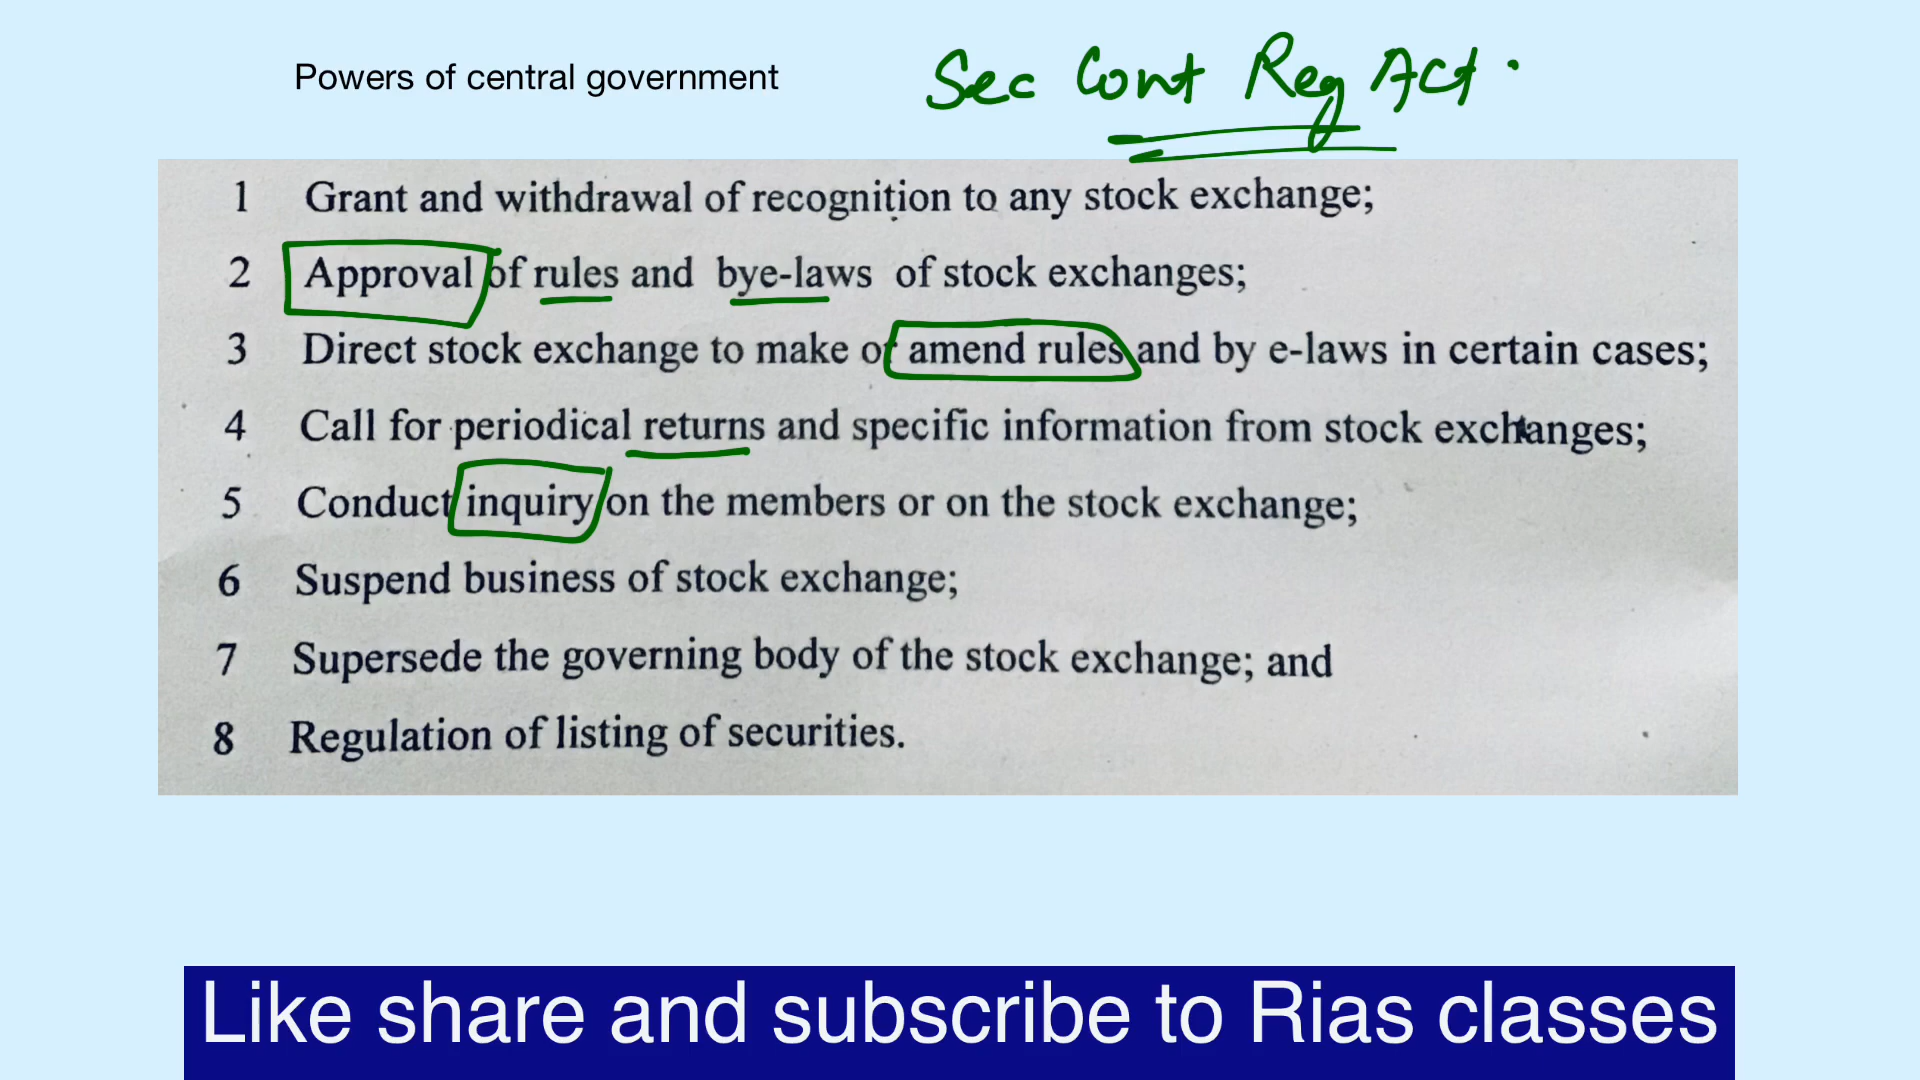 Powers of central government
Sec Cont Reg Act.
1 Grant and withdrawal of recognition to any stock exchange;
2 Approval of rules and bye-laws of stock exchanges;
3 Direct stock exchange to make or amend rules and by e-laws in certain cases;
4 Call for periodical returns and specific information from stock exchanges;
5 Conduct inquiry on the members or on the stock exchange;
6 Suspend business of stock exchange;
7 Supersede the governing body of the stock exchange; and
8 Regulation of listing of securities.
Like share and subscribe to Rias classes